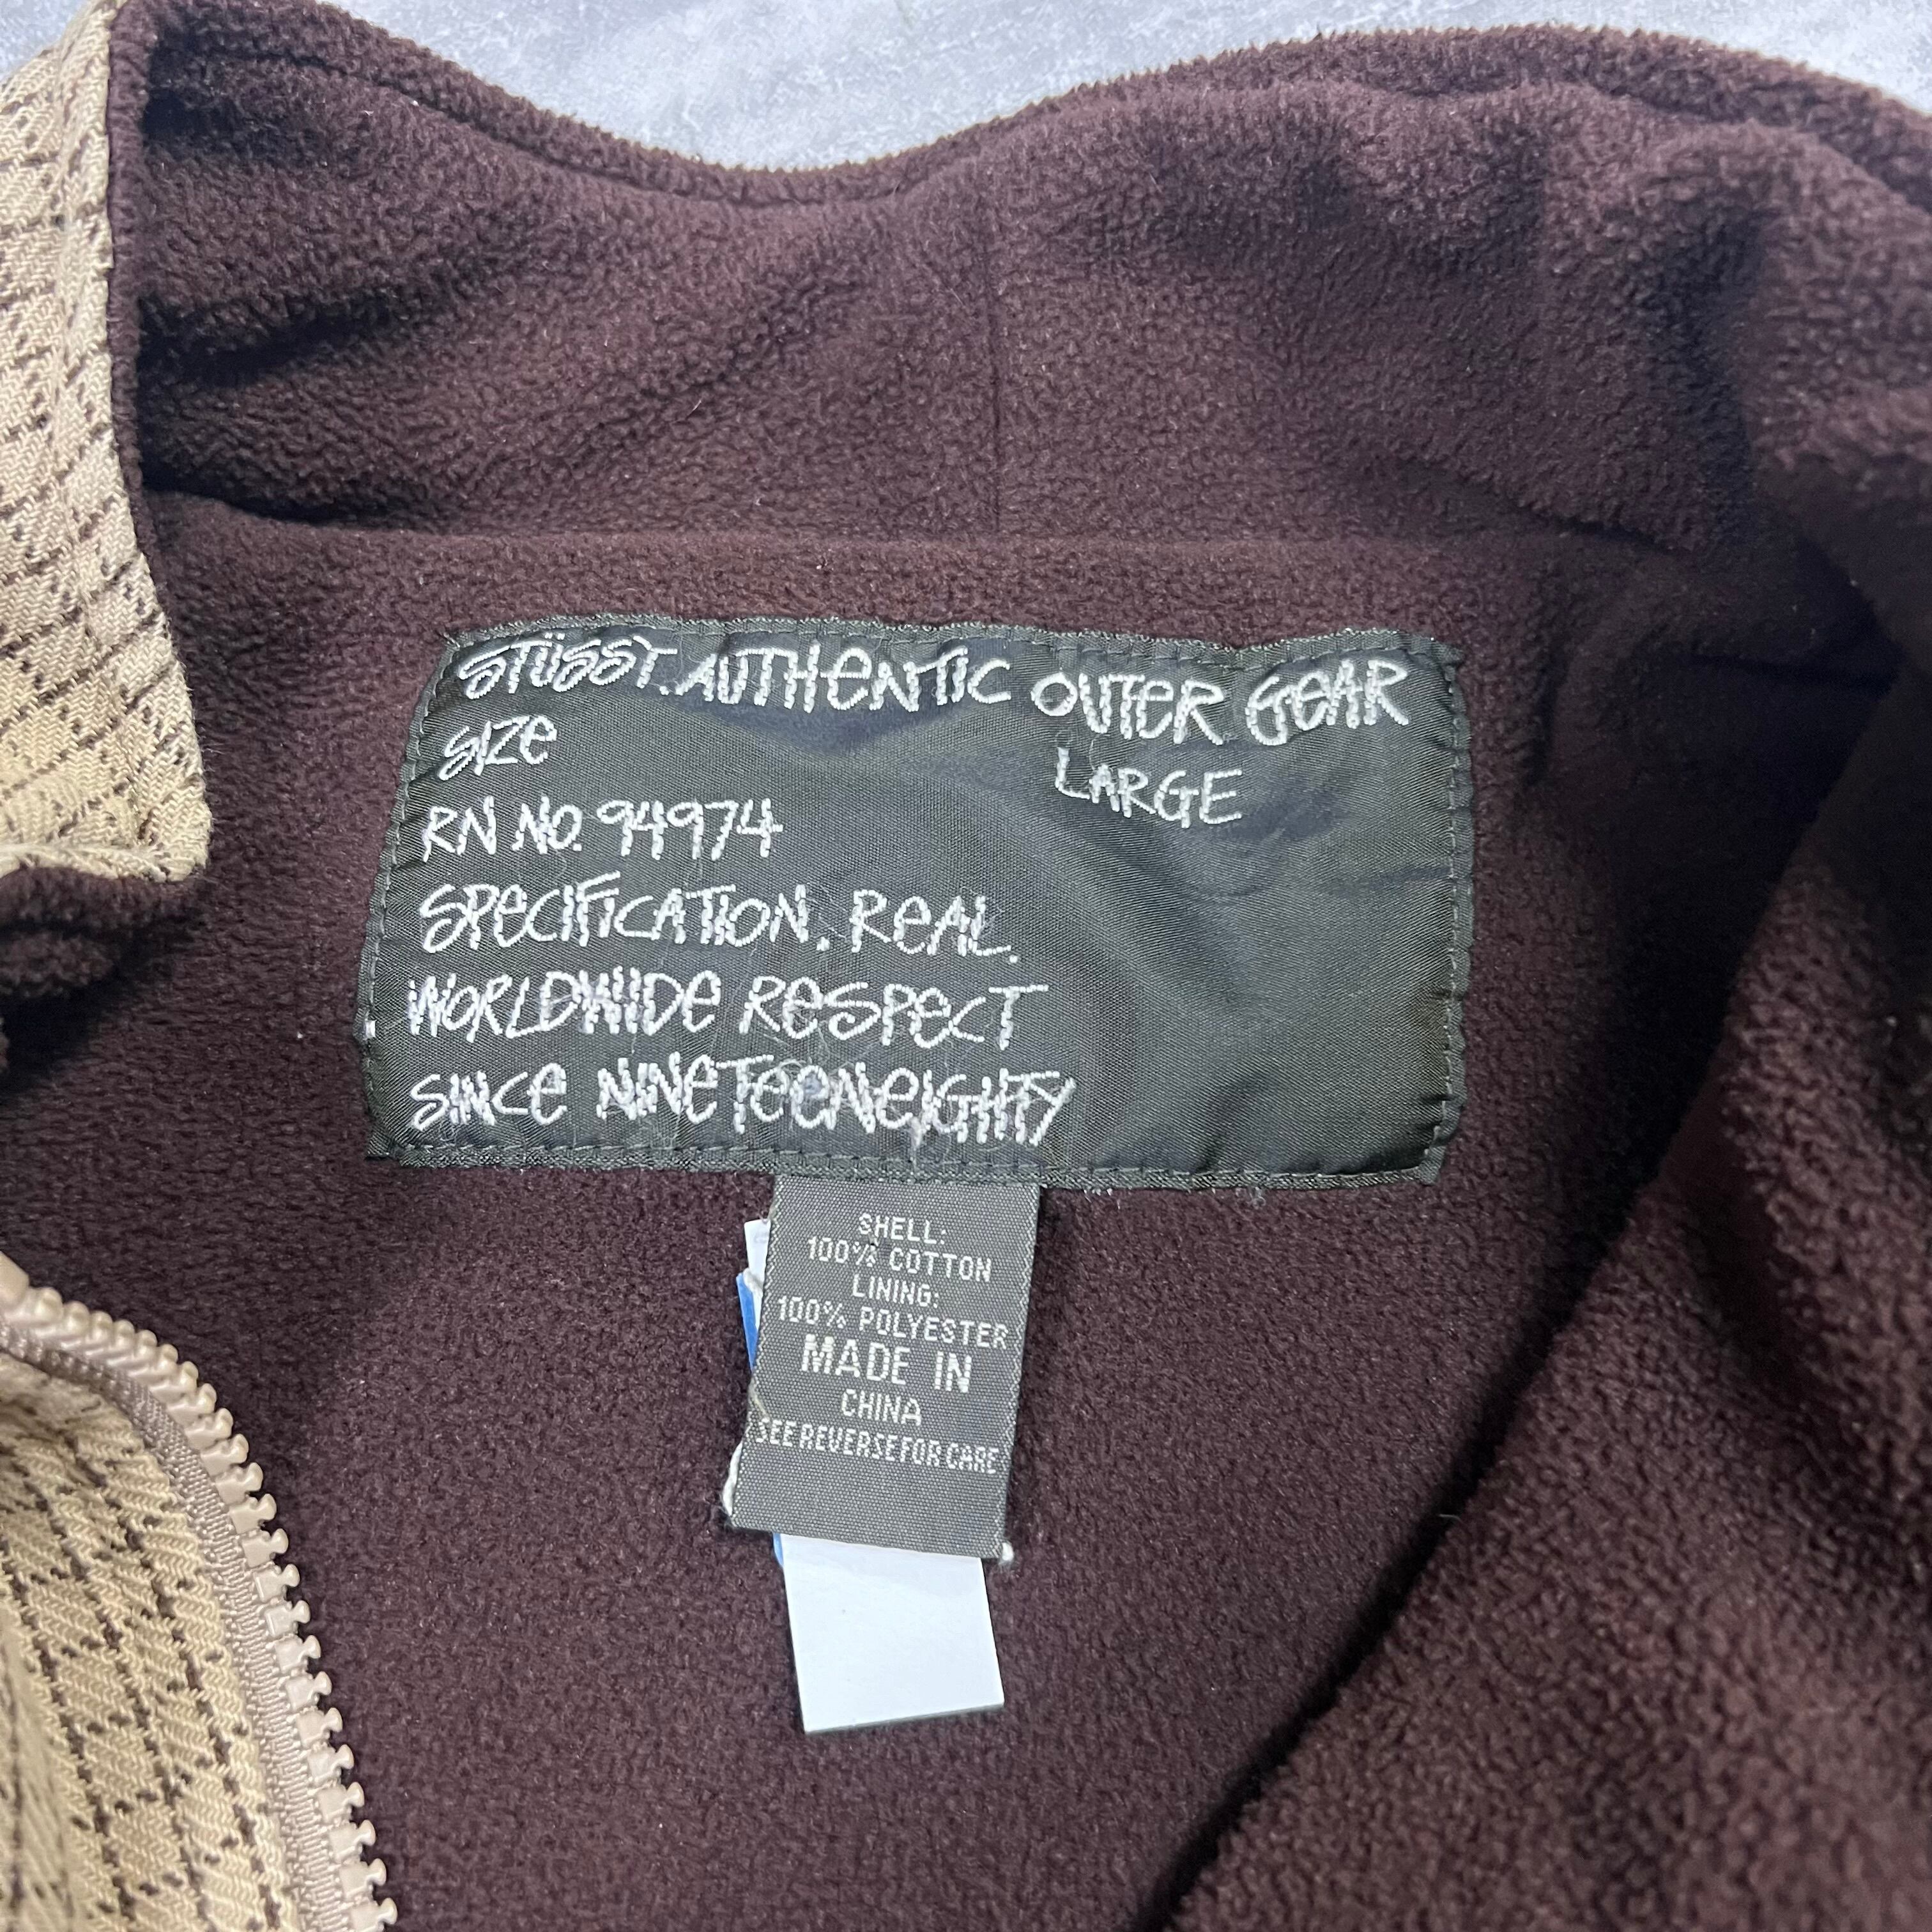 STÜSSY. AUTHENTIC OUTER GEAR
SIZE LARGE
RN NO. 94974
SPECIFICATION. REAL.
WORLDWIDE RESPECT
SINCE NINETEENEIGHTY
SHELL:
100% COTTON
LINING:
100% POLYESTER
MADE IN
CHINA
SEE REVERSE FOR CARE